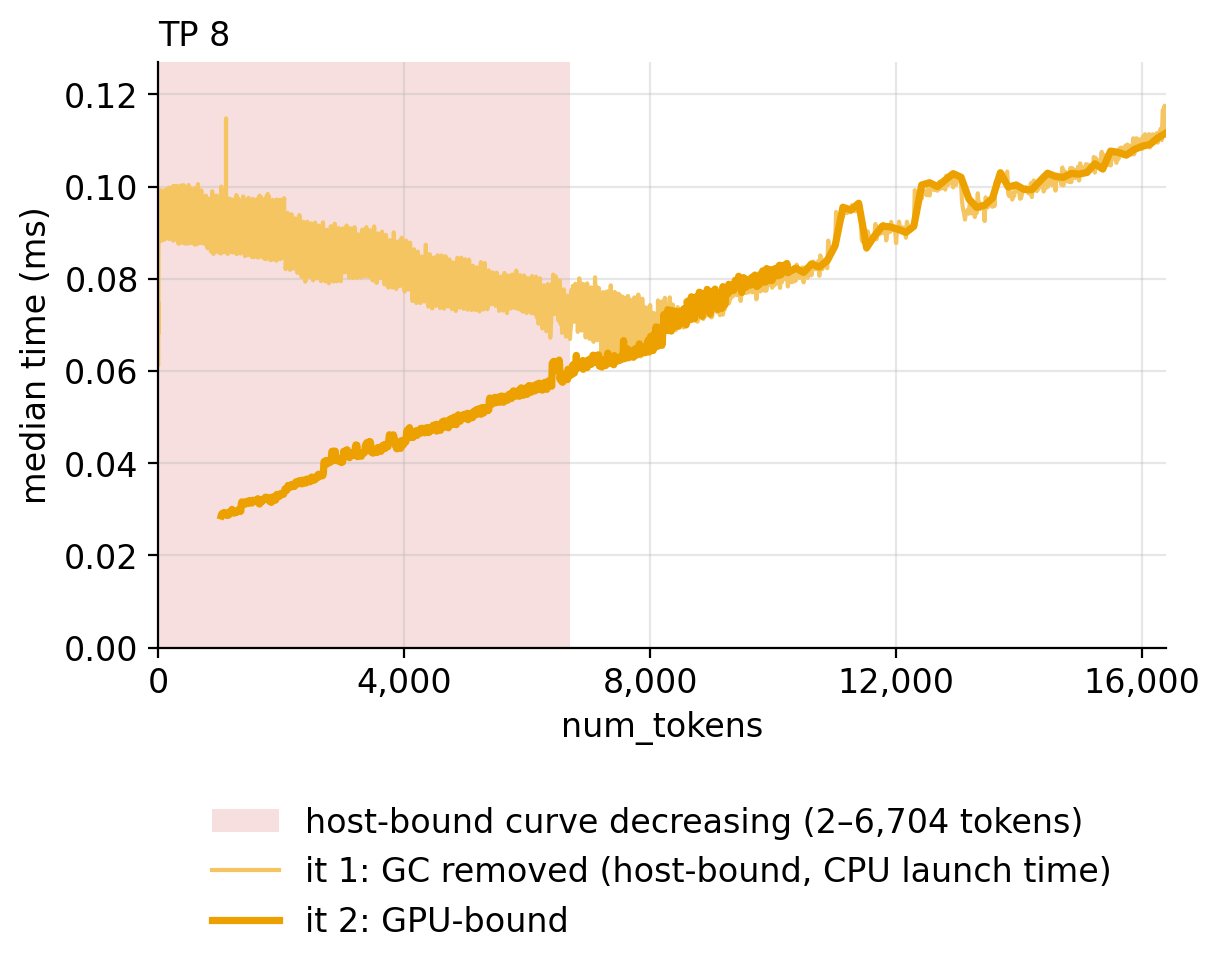 TP 8
0.12
0.10
0.08
0.06
0.04
0.02
0.00
median time (ms)
0
4,000
8,000
12,000
16,000
num_tokens
host-bound curve decreasing (2–6,704 tokens)
it 1: GC removed (host-bound, CPU launch time)
it 2: GPU-bound